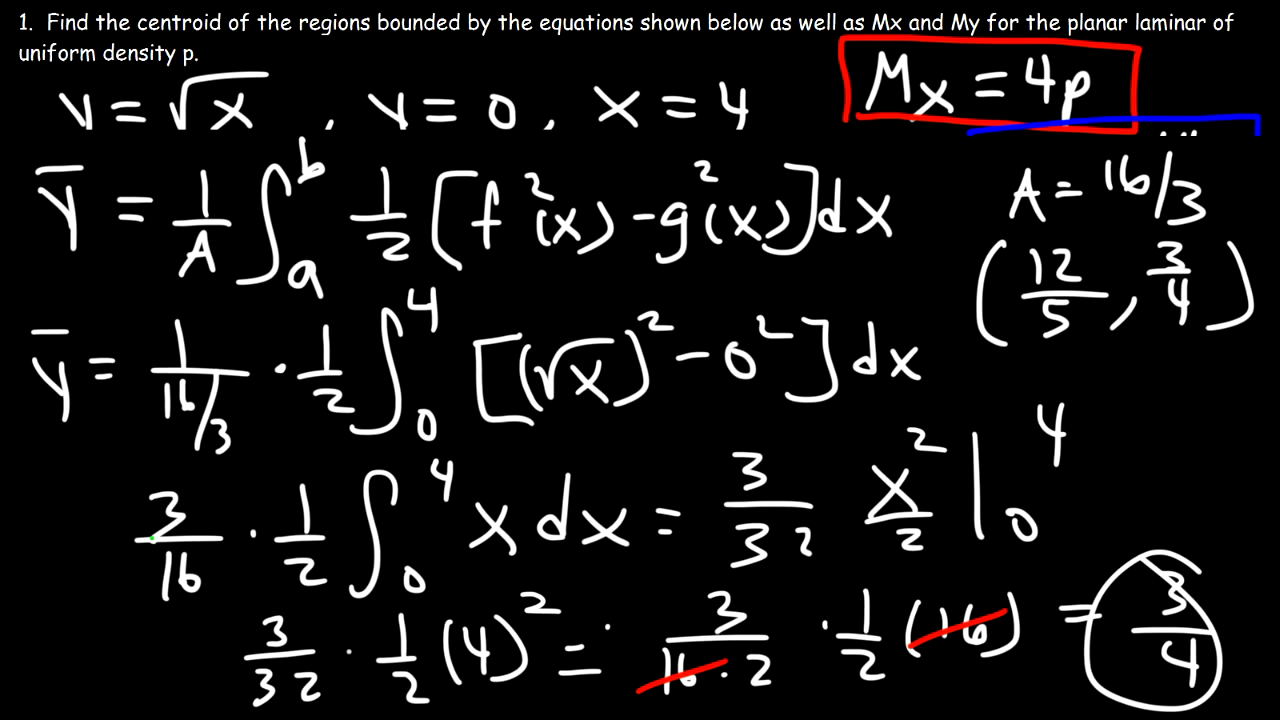 1. Find the centroid of the regions bounded by the equations shown below as well as Mx and My for the planar laminar of
uniform density p.
y = √x , y = 0 , x = 4
Mx = 4p
ȳ = 1/A ∫_a^b 1/2 [f²(x) - g²(x)] dx
A = 16/3
(12/5, 3/4)
ȳ = 1/(16/3) · 1/2 ∫_0^4 [(√x)² - 0²] dx
3/16 · 1/2 ∫_0^4 x dx = 3/32 x²/2 |_0^4
3/32 · 1/2 (4)² = 3/(16·2) · 1/2 (16) = 3/4